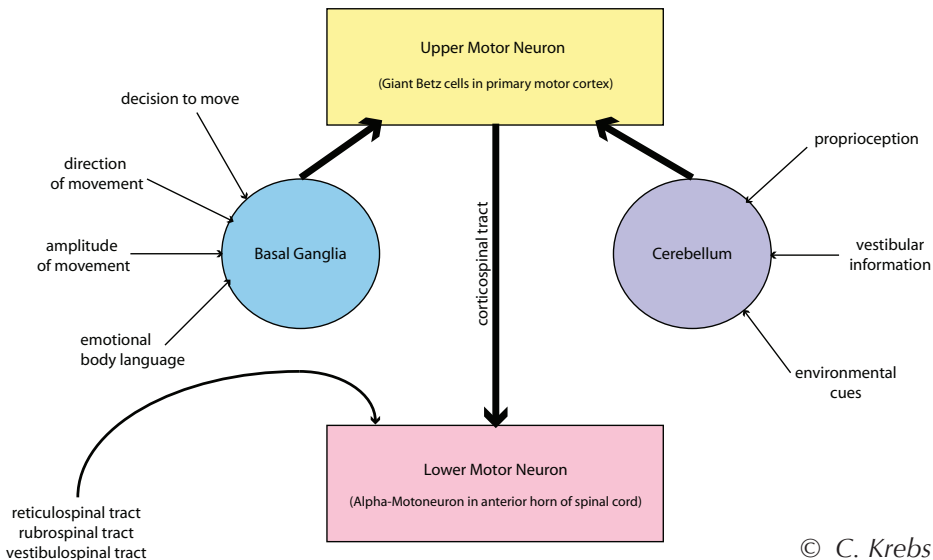 Upper Motor Neuron
(Giant Betz cells in primary motor cortex)
decision to move
direction
of movement
amplitude
of movement
emotional
body language
Basal Ganglia
corticospinal tract
Cerebellum
proprioception
vestibular
information
environmental
cues
Lower Motor Neuron
(Alpha-Motoneuron in anterior horn of spinal cord)
reticulospinal tract
rubrospinal tract
vestibulospinal tract
© C. Krebs